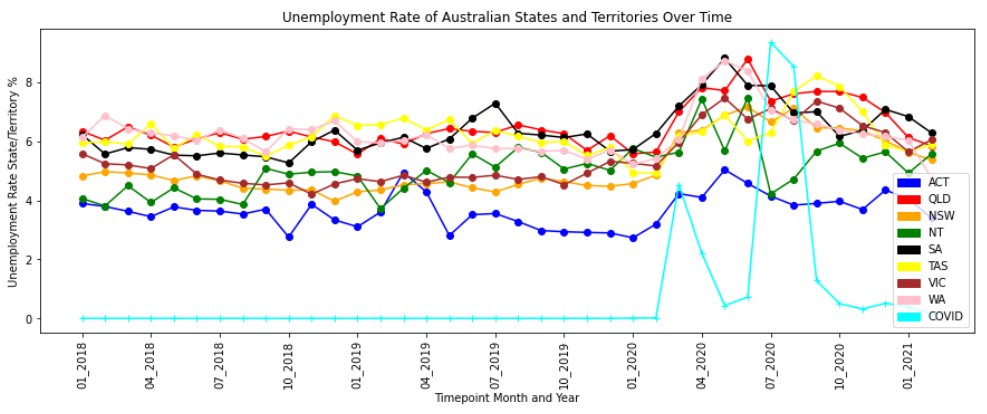 Unemployment Rate of Australian States and Territories Over Time
Unemployment Rate State/Territory %
8
6
4
2
0
ACT
QLD
NSW
NT
SA
TAS
VIC
WA
COVID
01_2018
04_2018
07_2018
10_2018
01_2019
04_2019
07_2019
10_2019
01_2020
04_2020
07_2020
10_2020
01_2021
Timepoint Month and Year